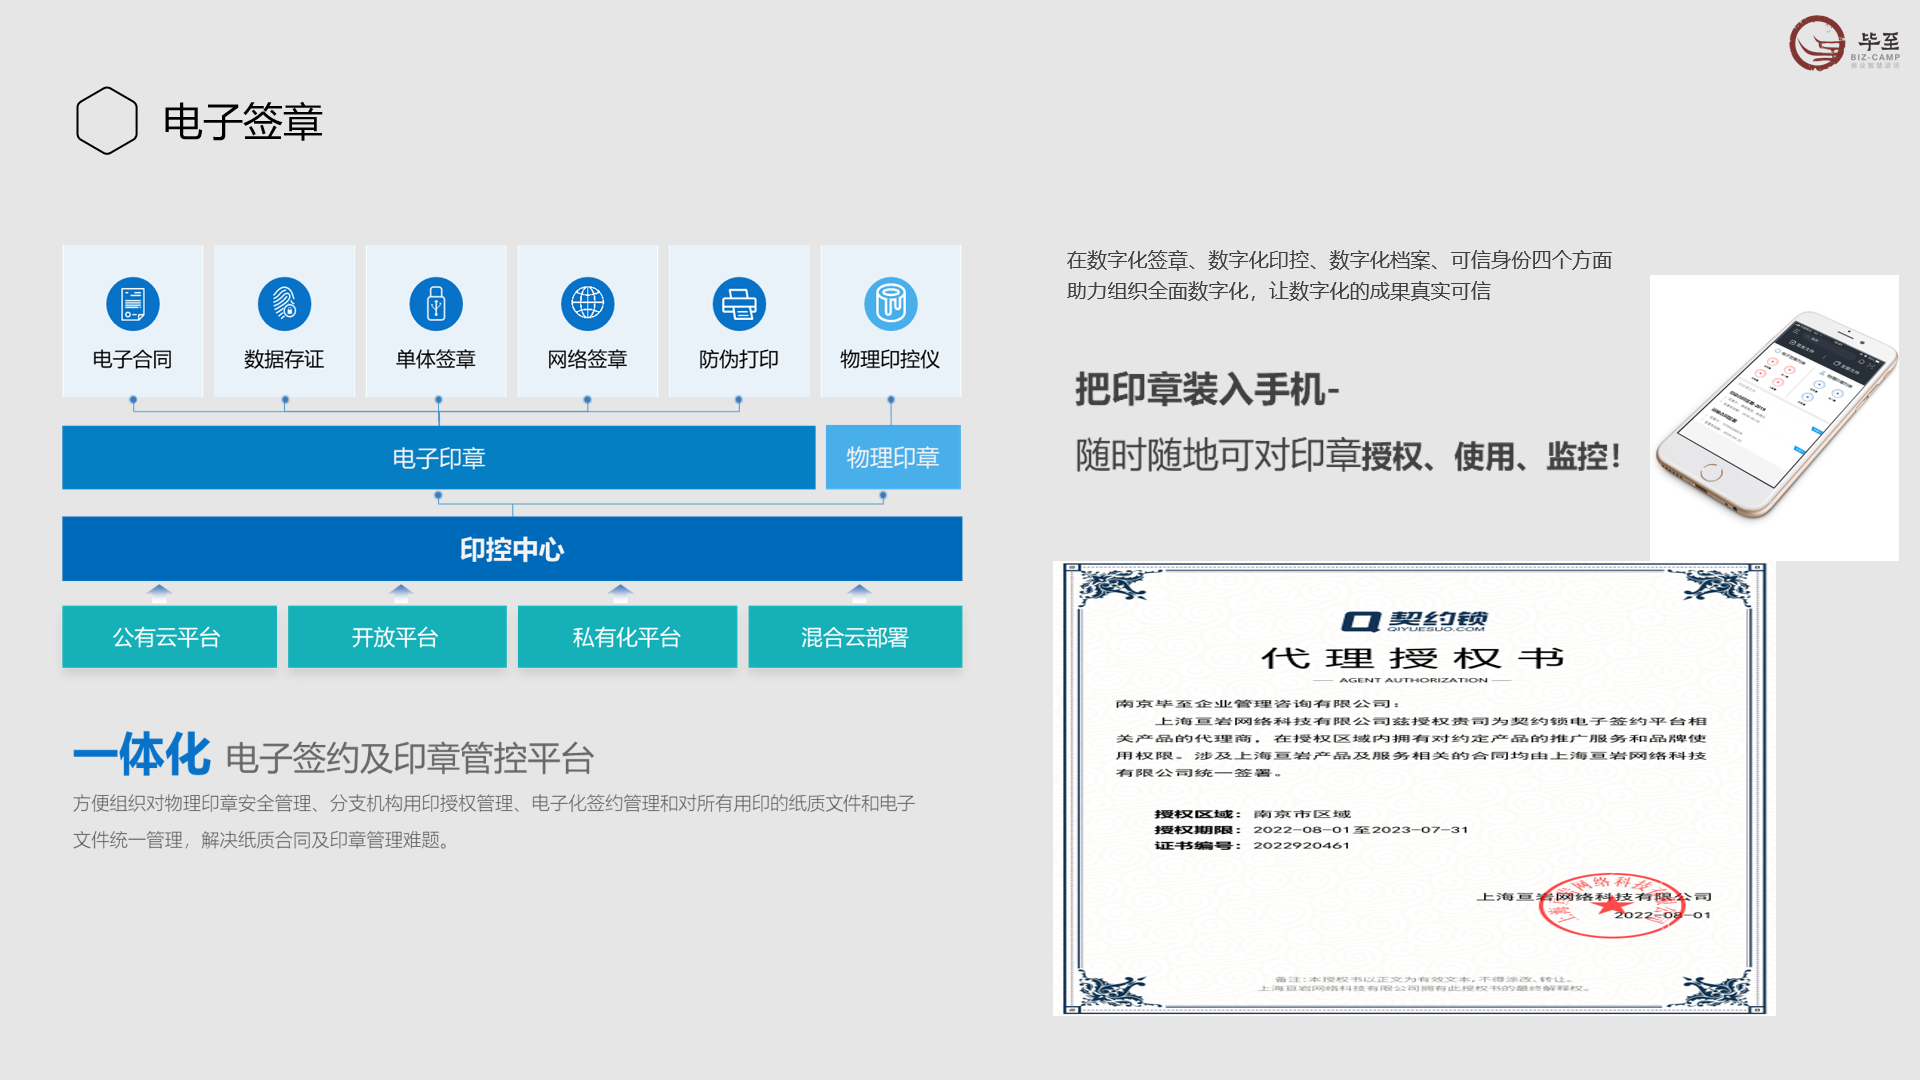 毕至
BIZ-CAMP
电子签章
电子合同
数据存证
单体签章
网络签章
防伪打印
物理印控仪
电子印章
物理印章
印控中心
公有云平台
开放平台
私有化平台
混合云部署
一体化 电子签约及印章管控平台
方便组织对物理印章安全管理、分支机构用印授权管理、电子化签约管理和对所有用印的纸质文件和电子
文件统一管理，解决纸质合同及印章管理难题。
在数字化签章、数字化印控、数字化档案、可信身份四个方面
助力组织全面数字化，让数字化的成果真实可信
把印章装入手机-
随时随地可对印章授权、使用、监控！
契约锁
QIYUESUO.COM
代理授权书
AGENT AUTHORIZATION
南京毕至企业管理咨询有限公司：
上海亘岩网络科技有限公司兹授权贵司为契约锁电子签约平台相
关产品的代理商，在授权区域内拥有对约定产品的推广服务和品牌使
用权限。涉及上海亘岩产品及服务相关的合同均由上海亘岩网络科技
有限公司统一签署。
授权区域：南京市区域
授权期限：2022-08-01至2023-07-31
证书编号：2022920461
上海亘岩网络科技有限公司
2022-08-01
备注：本授权书以正文为有效文本，不得涂改、转让。
上海亘岩网络科技有限公司拥有此授权书的最终解释权。